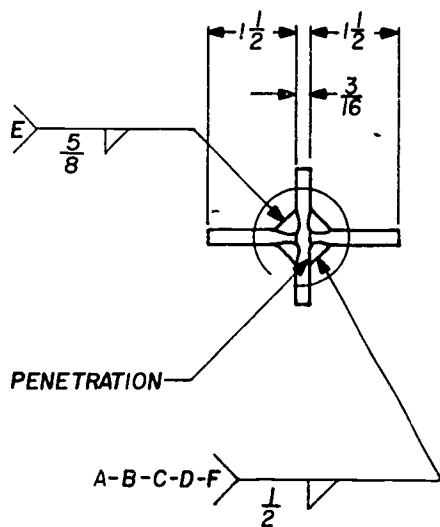 1 1/2 1 1/2
3/16
E
5/8
PENETRATION
A-B-C-D-F
1/2